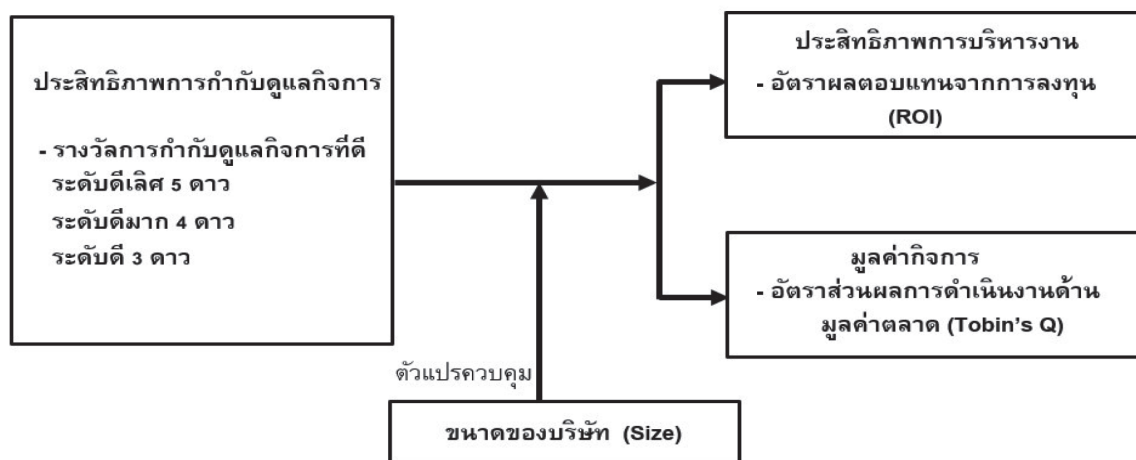 ประสิทธิภาพการกำกับดูแลกิจการ
- รางวัลการกำกับดูแลกิจการที่ดี
ระดับดีเลิศ 5 ดาว
ระดับดีมาก 4 ดาว
ระดับดี 3 ดาว
ประสิทธิภาพการบริหารงาน
- อัตราผลตอบแทนจากการลงทุน
(ROI)
มูลค่ากิจการ
- อัตราส่วนผลการดำเนินงานด้าน
มูลค่าตลาด (Tobin's Q)
ตัวแปรควบคุม
ขนาดของบริษัท (Size)